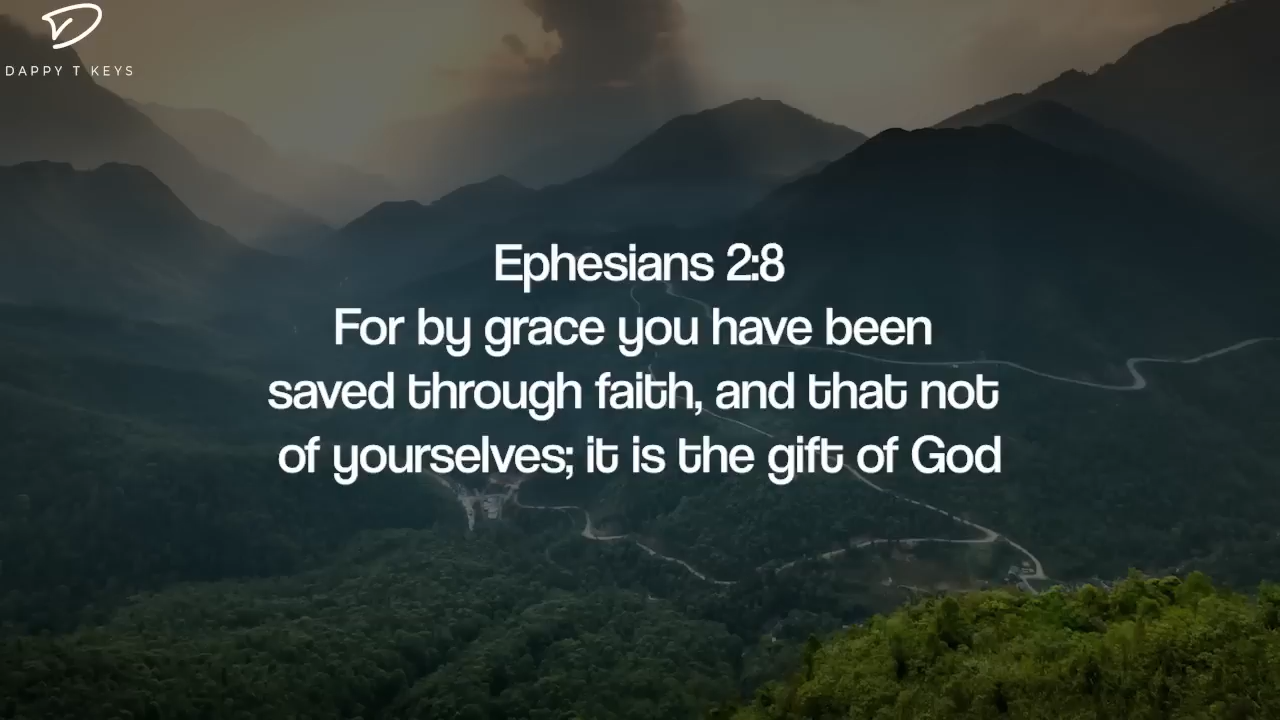 DAPPY T KEYS
Ephesians 2:8
For by grace you have been
saved through faith, and that not
of yourselves; it is the gift of God